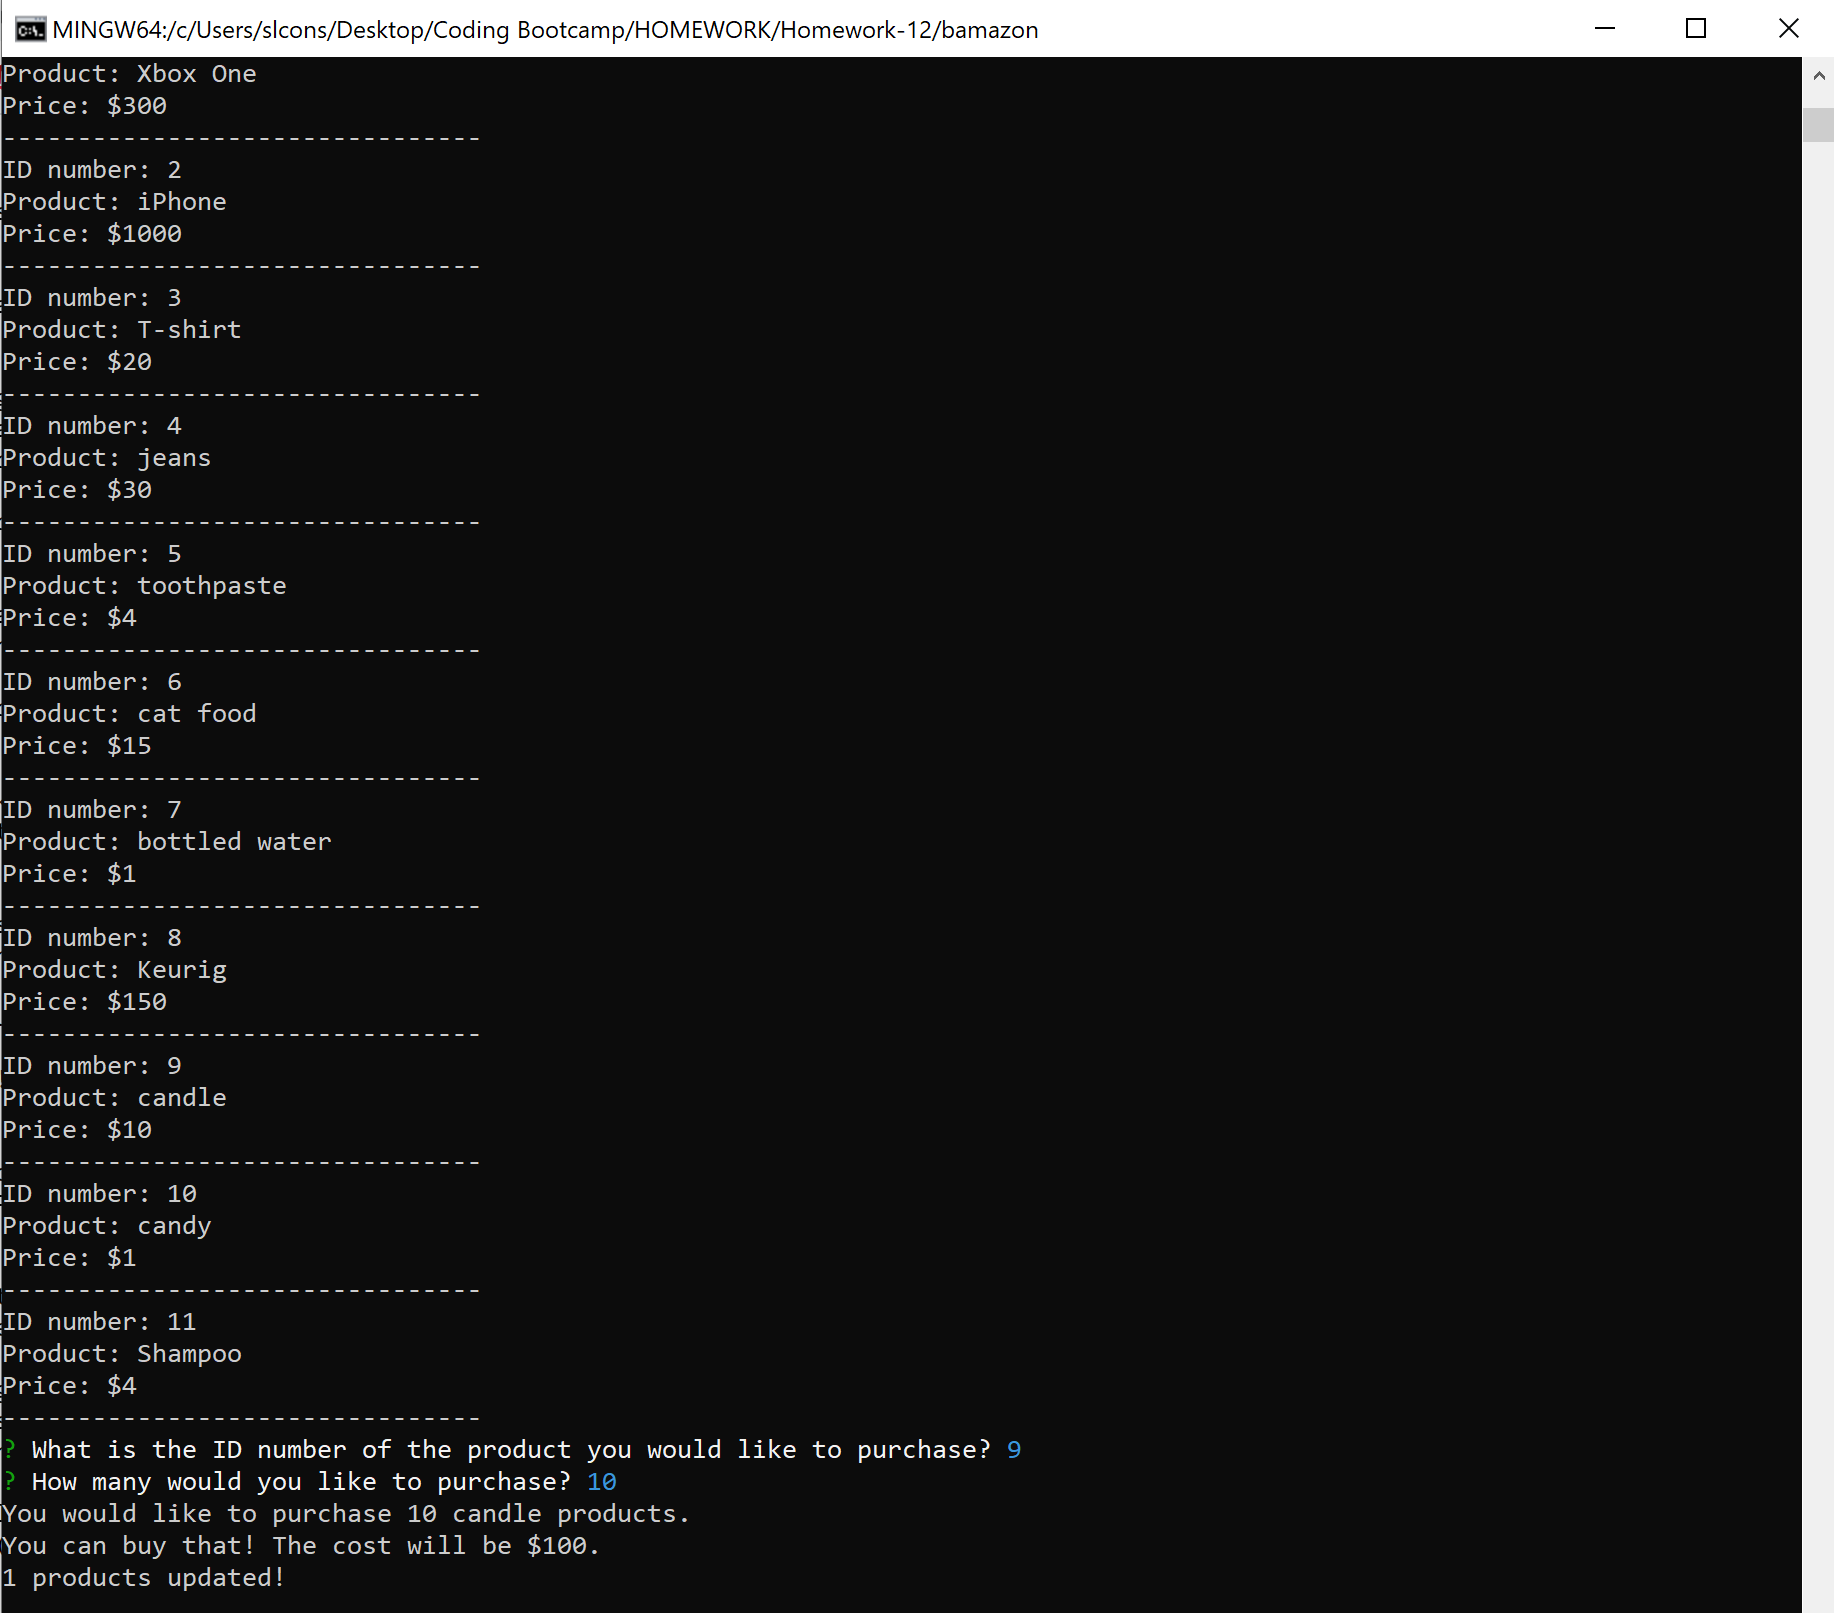 MINGW64:/c/Users/slcons/Desktop/Coding Bootcamp/HOMEWORK/Homework-12/bamazon
Product: Xbox One
Price: $300
--------------------------------
ID number: 2
Product: iPhone
Price: $1000
--------------------------------
ID number: 3
Product: T-shirt
Price: $20
--------------------------------
ID number: 4
Product: jeans
Price: $30
--------------------------------
ID number: 5
Product: toothpaste
Price: $4
--------------------------------
ID number: 6
Product: cat food
Price: $15
--------------------------------
ID number: 7
Product: bottled water
Price: $1
--------------------------------
ID number: 8
Product: Keurig
Price: $150
--------------------------------
ID number: 9
Product: candle
Price: $10
--------------------------------
ID number: 10
Product: candy
Price: $1
--------------------------------
ID number: 11
Product: Shampoo
Price: $4
--------------------------------
? What is the ID number of the product you would like to purchase? 9
? How many would you like to purchase? 10
You would like to purchase 10 candle products.
You can buy that! The cost will be $100.
1 products updated!